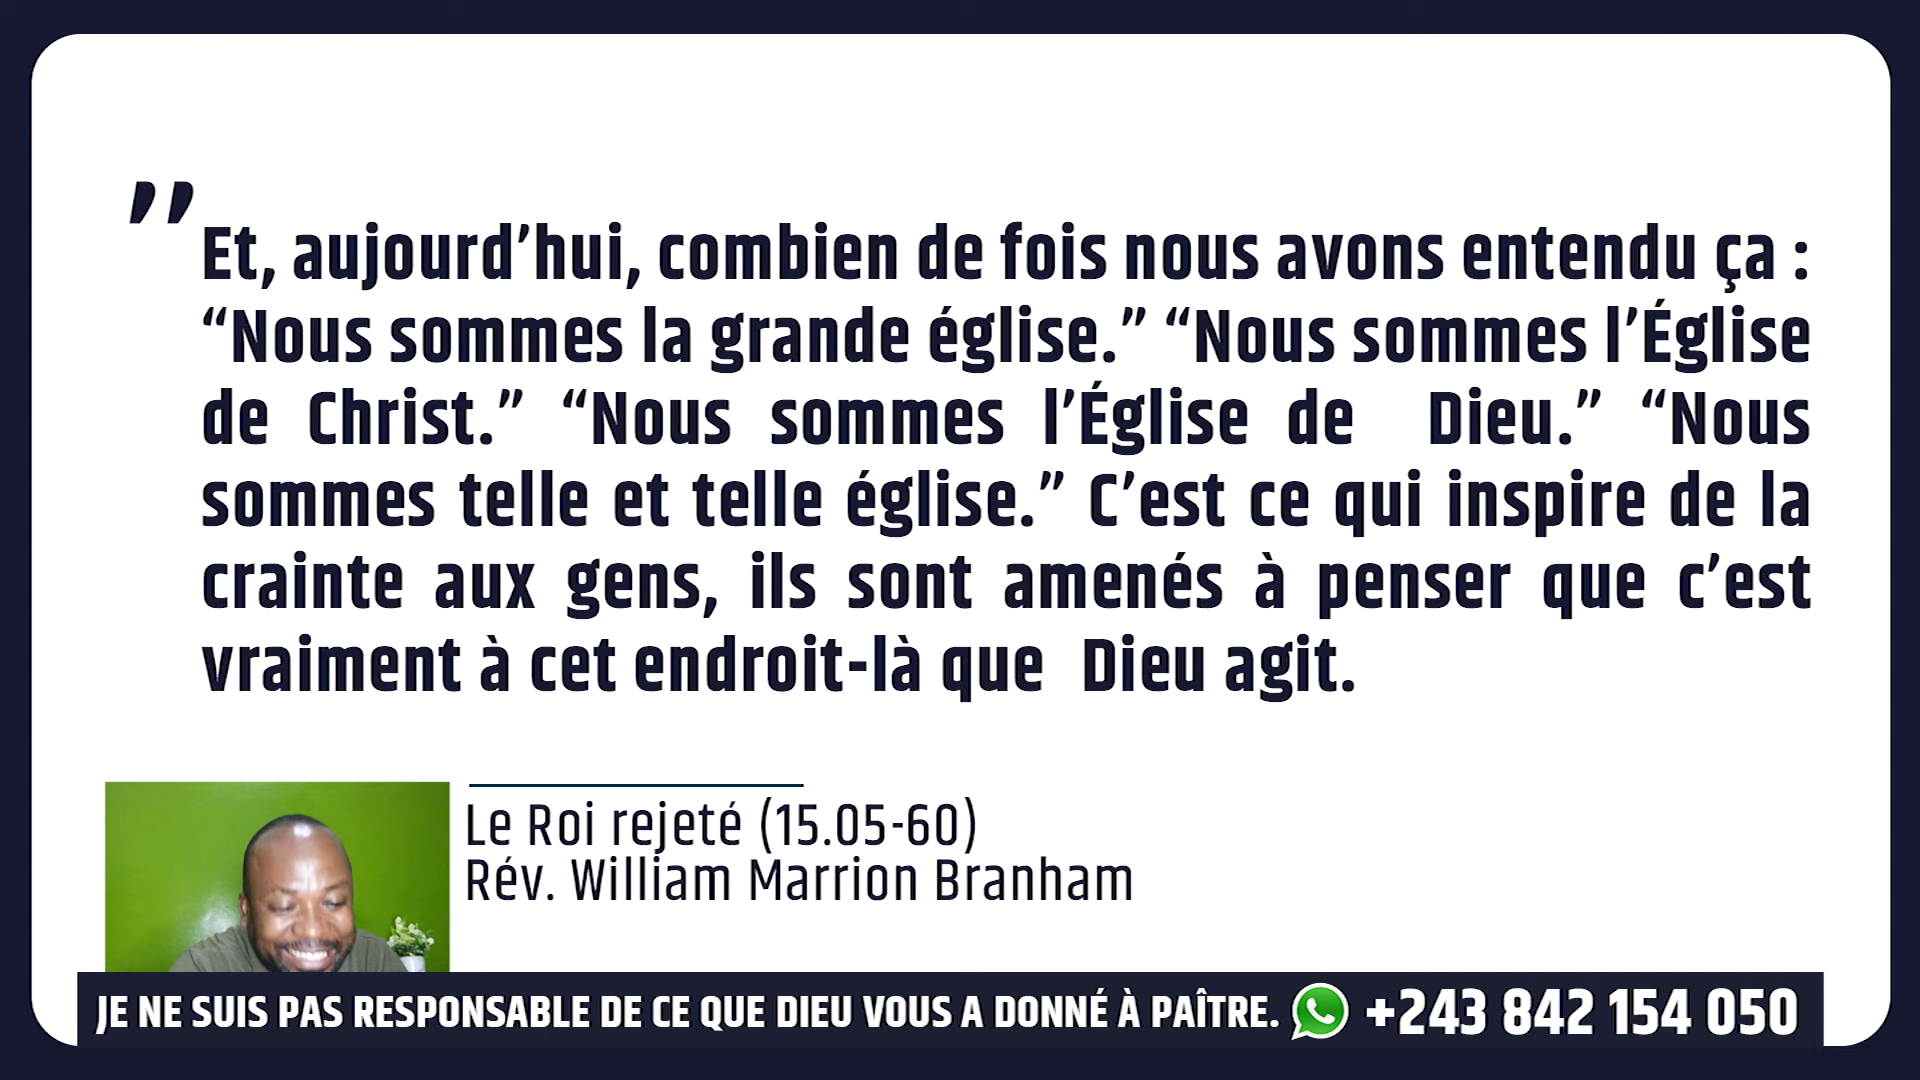 ”
Et, aujourd’hui, combien de fois nous avons entendu ça :
“Nous sommes la grande église.” “Nous sommes l’Église
de Christ.” “Nous sommes l’Église de Dieu.” “Nous
sommes telle et telle église.” C’est ce qui inspire de la
crainte aux gens, ils sont amenés à penser que c’est
vraiment à cet endroit-là que Dieu agit.
Le Roi rejeté (15.05-60)
Rév. William Marrion Branham
JE NE SUIS PAS RESPONSABLE DE CE QUE DIEU VOUS A DONNÉ À PAÎTRE. +243 842 154 050